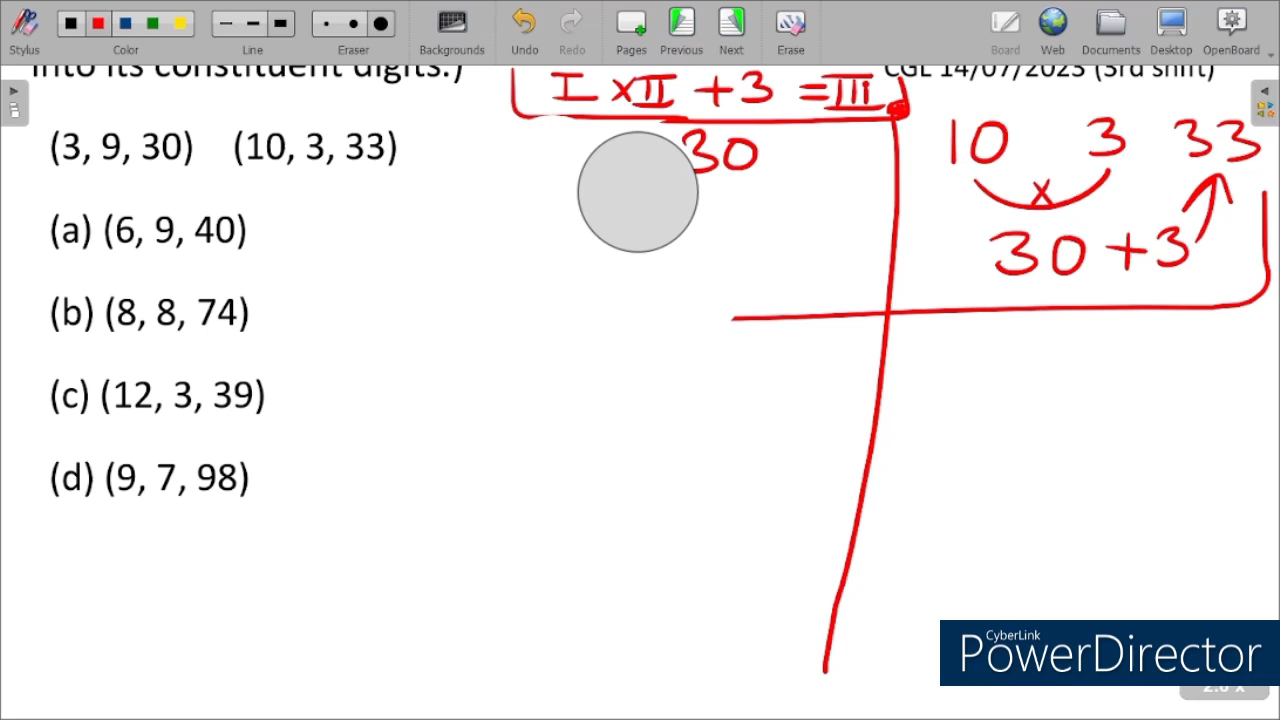 Stylus Color Line Eraser Backgrounds Undo Redo Pages Previous Next Erase Board Web Documents Desktop OpenBoard
into its constituent digits.)
CGL 14/07/2023 (3rd shift)
I × II + 3 = III
(3, 9, 30) (10, 3, 33)
30
10 3 33
×
30 + 3
(a) (6, 9, 40)
(b) (8, 8, 74)
(c) (12, 3, 39)
(d) (9, 7, 98)
CyberLink
PowerDirector
2.0 x